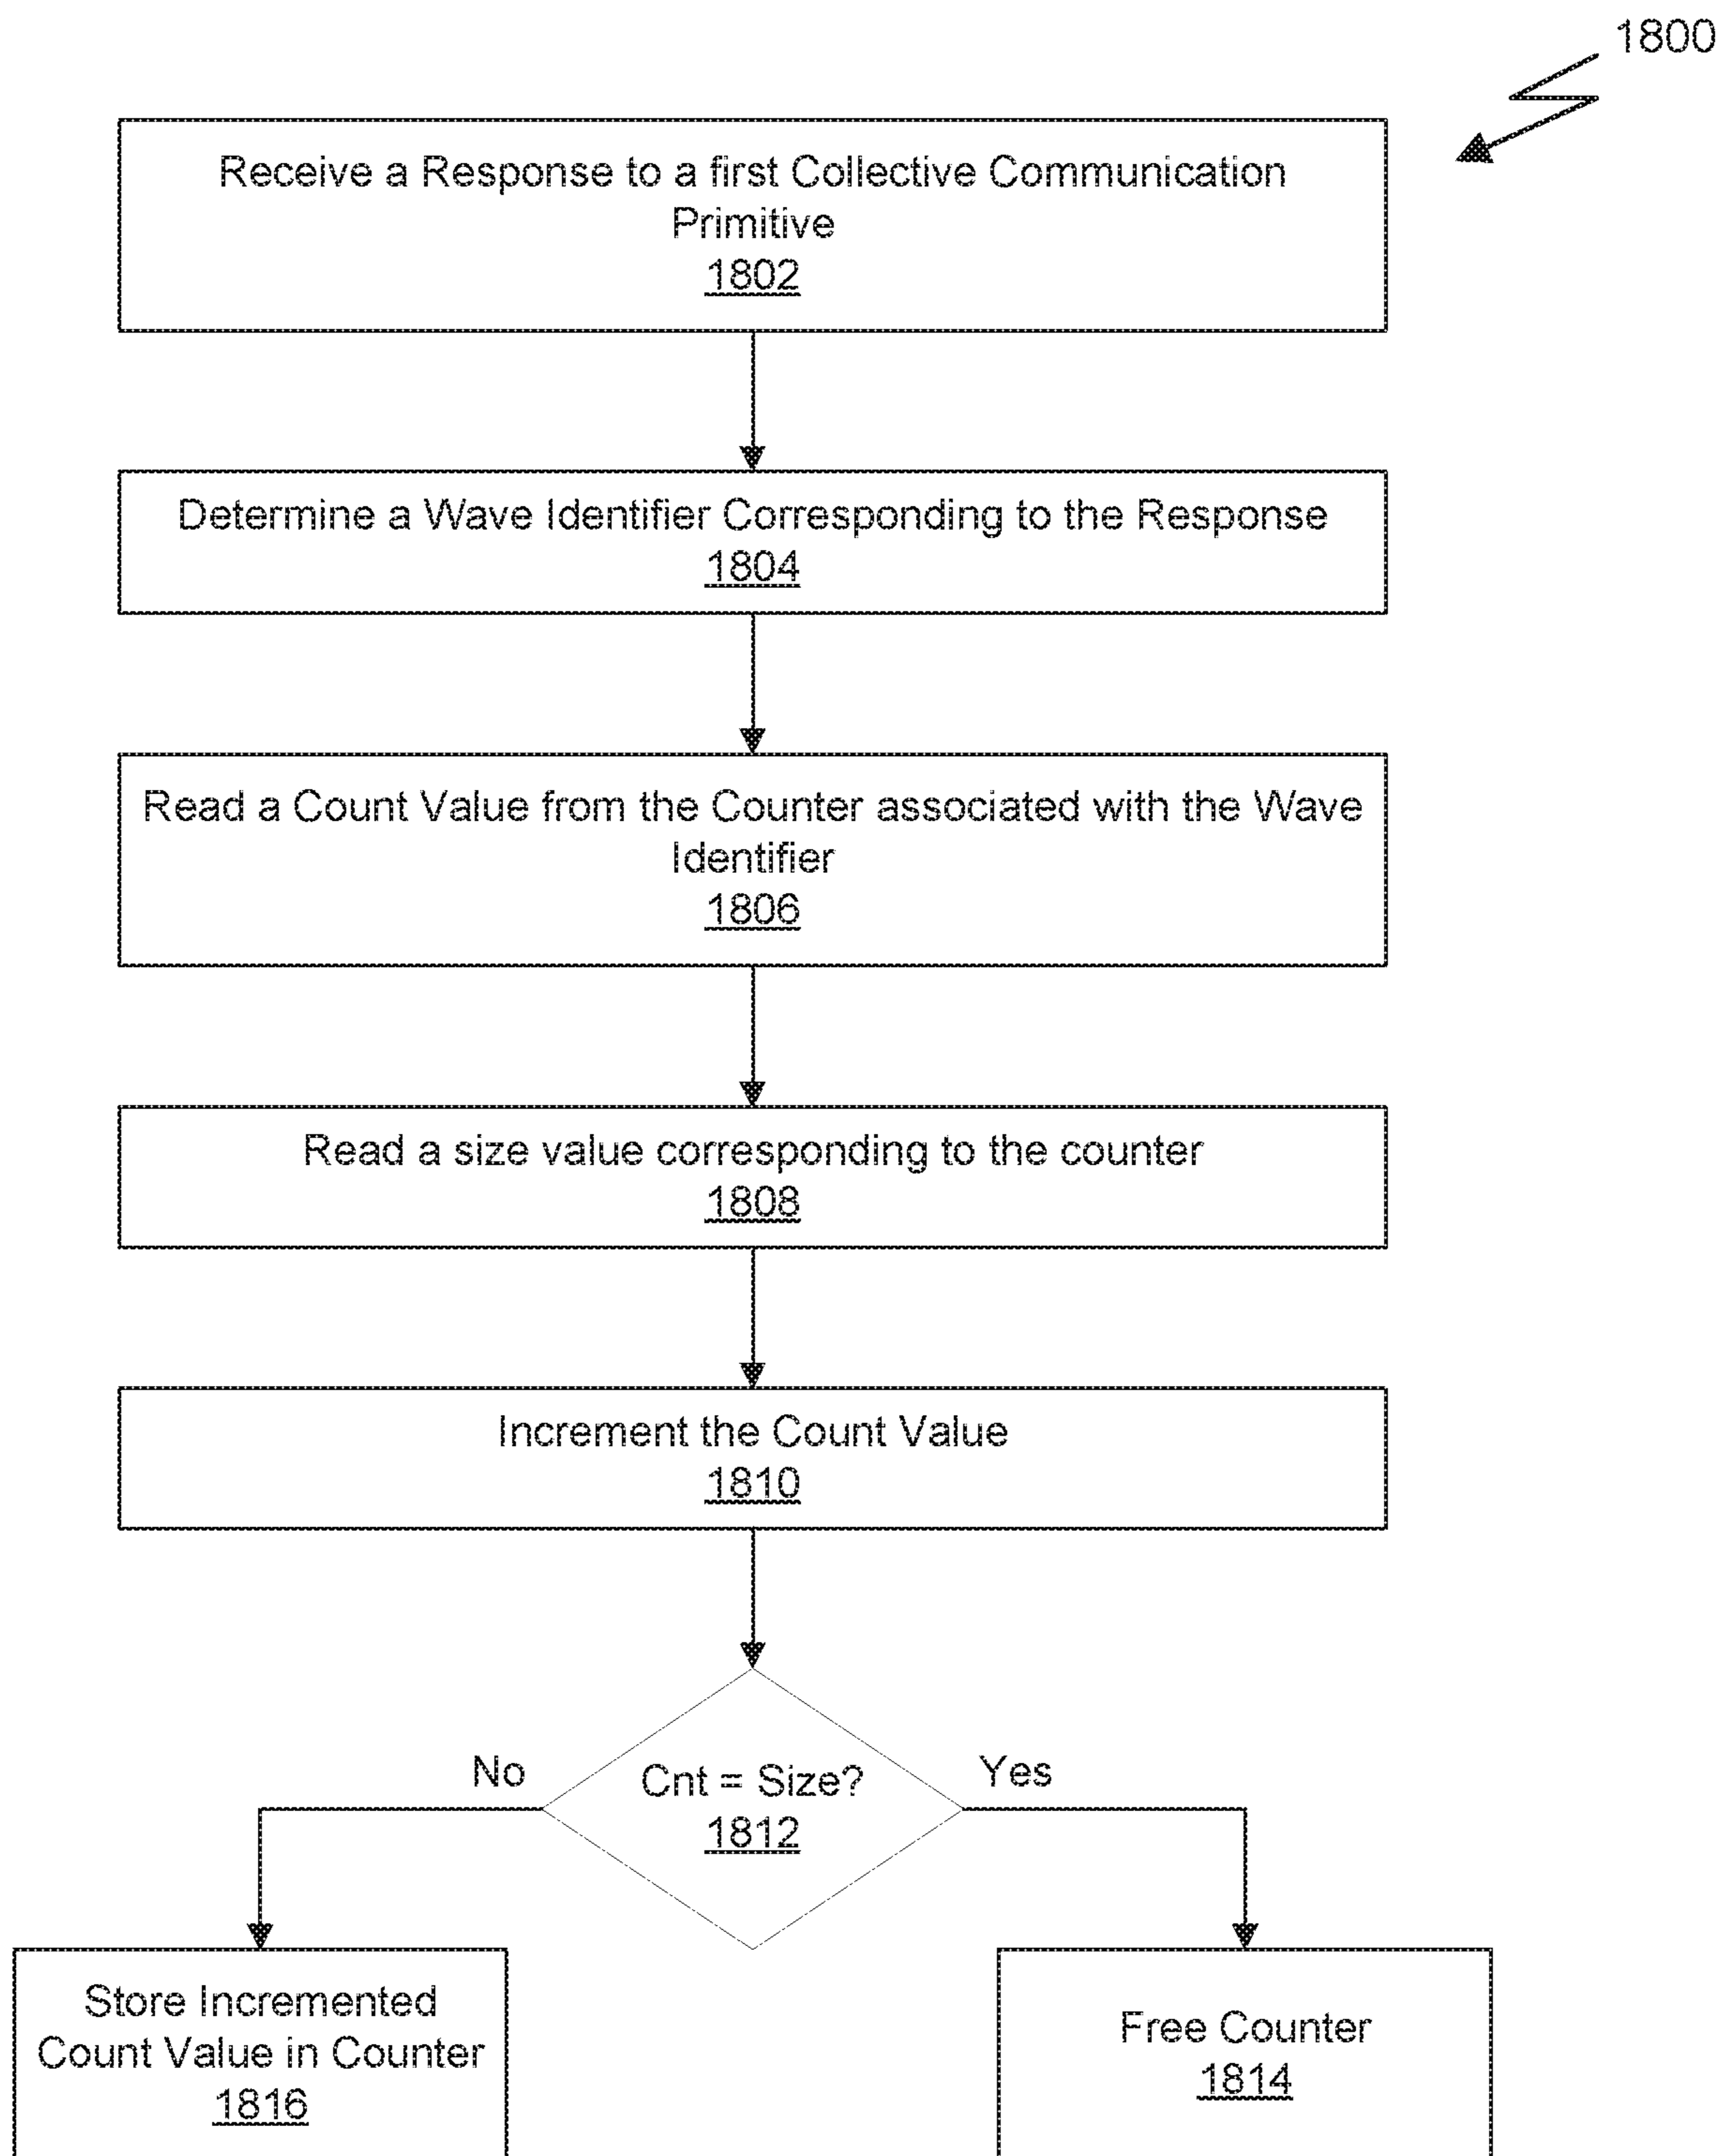 1800
Receive a Response to a first Collective Communication
Primitive
1802
Determine a Wave Identifier Corresponding to the Response
1804
Read a Count Value from the Counter associated with the Wave
Identifier
1806
Read a size value corresponding to the counter
1808
Increment the Count Value
1810
No
Cnt = Size?
1812
Yes
Store Incremented
Count Value in Counter
1816
Free Counter
1814